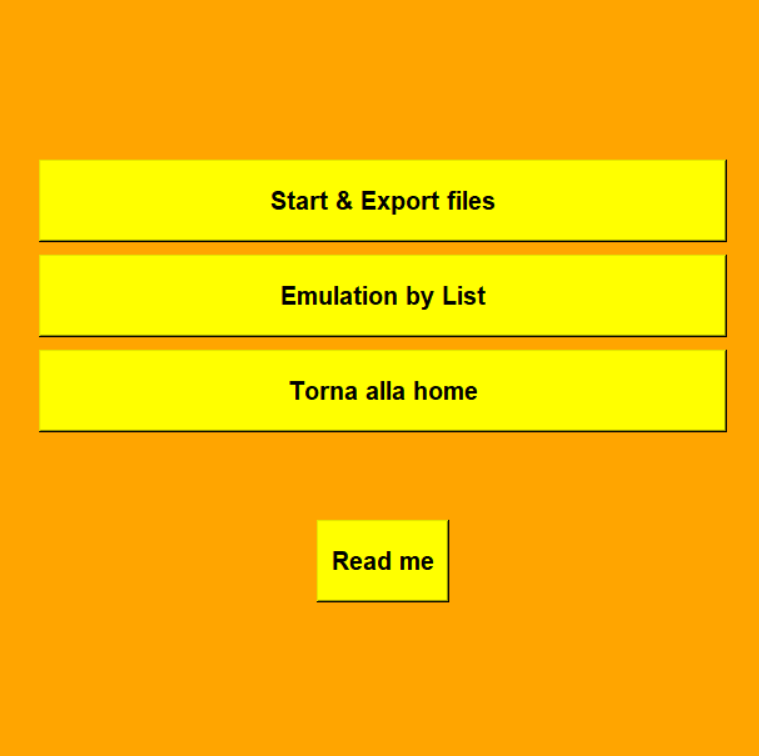 Start & Export files
Emulation by List
Torna alla home
Read me